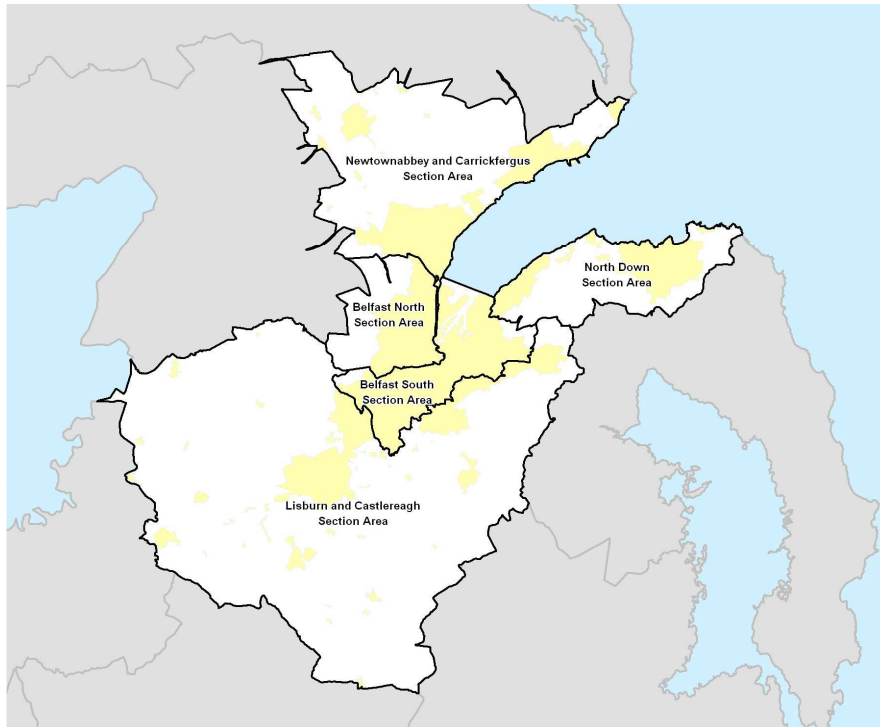 Newtownabbey and Carrickfergus
Section Area
North Down
Section Area
Belfast North
Section Area
Belfast South
Section Area
Lisburn and Castlereagh
Section Area